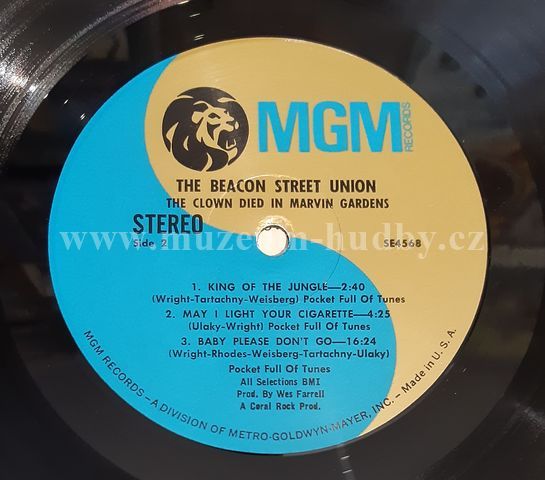 MGM
RECORDS
THE BEACON STREET UNION
THE CLOWN DIED IN MARVIN GARDENS
STEREO
Side 2
SE4568
www.muzeum-hudby.cz
1. KING OF THE JUNGLE—2:40
(Wright-Tartachny-Weisberg) Pocket Full Of Tunes
2. MAY I LIGHT YOUR CIGARETTE—4:25
(Ulaky-Wright) Pocket Full Of Tunes
3. BABY PLEASE DON'T GO—16:24
(Wright-Rhodes-Weisberg-Tartachny-Ulaky)
Pocket Full Of Tunes
All Selections BMI
Prod. By Wes Farrell
A Coral Rock Prod.
MGM RECORDS—A DIVISION OF METRO-GOLDWYN-MAYER, INC.—Made in U. S. A.